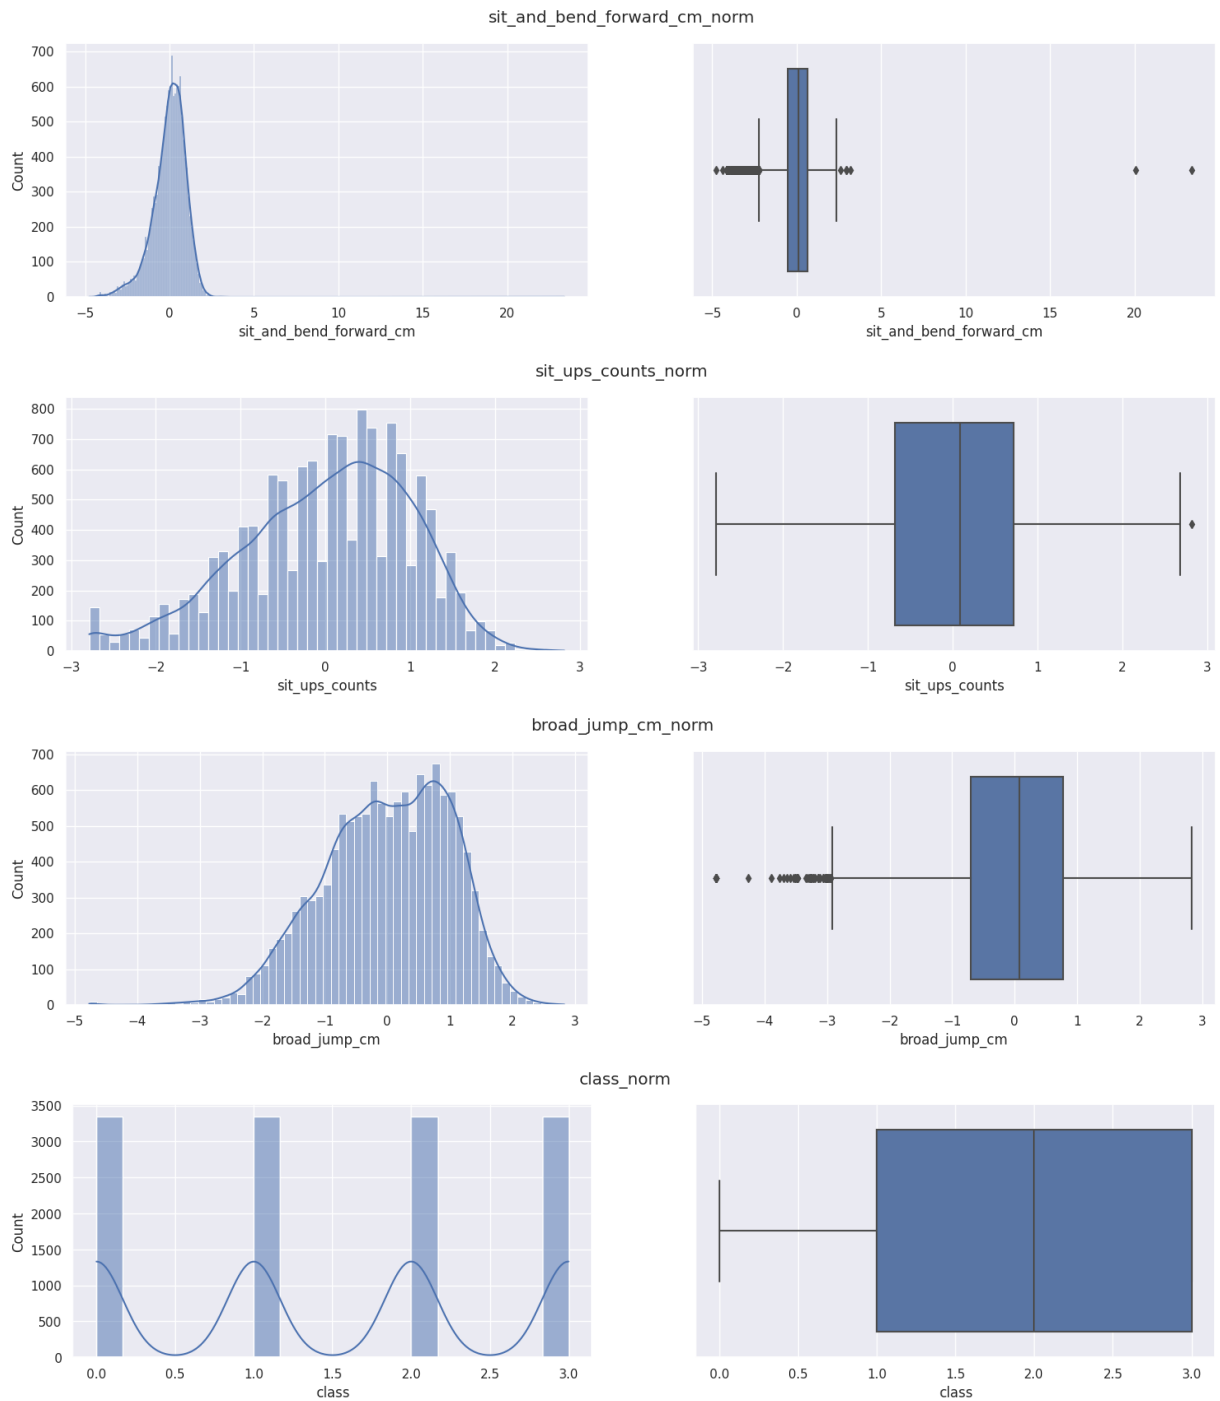 sit_and_bend_forward_cm_norm
700
600
500
400
300
200
100
0
Count
−5 0 5 10 15 20
sit_and_bend_forward_cm
−5 0 5 10 15 20
sit_and_bend_forward_cm
sit_ups_counts_norm
800
700
600
500
400
300
200
100
0
Count
−3 −2 −1 0 1 2 3
sit_ups_counts
−3 −2 −1 0 1 2 3
sit_ups_counts
broad_jump_cm_norm
700
600
500
400
300
200
100
0
Count
−5 −4 −3 −2 −1 0 1 2 3
broad_jump_cm
−5 −4 −3 −2 −1 0 1 2 3
broad_jump_cm
class_norm
3500
3000
2500
2000
1500
1000
500
0
Count
0.0 0.5 1.0 1.5 2.0 2.5 3.0
class
0.0 0.5 1.0 1.5 2.0 2.5 3.0
class